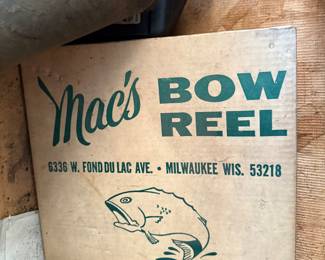 Mac's BOW
REEL
6336 W. FOND DU LAC AVE. • MILWAUKEE WIS. 53218